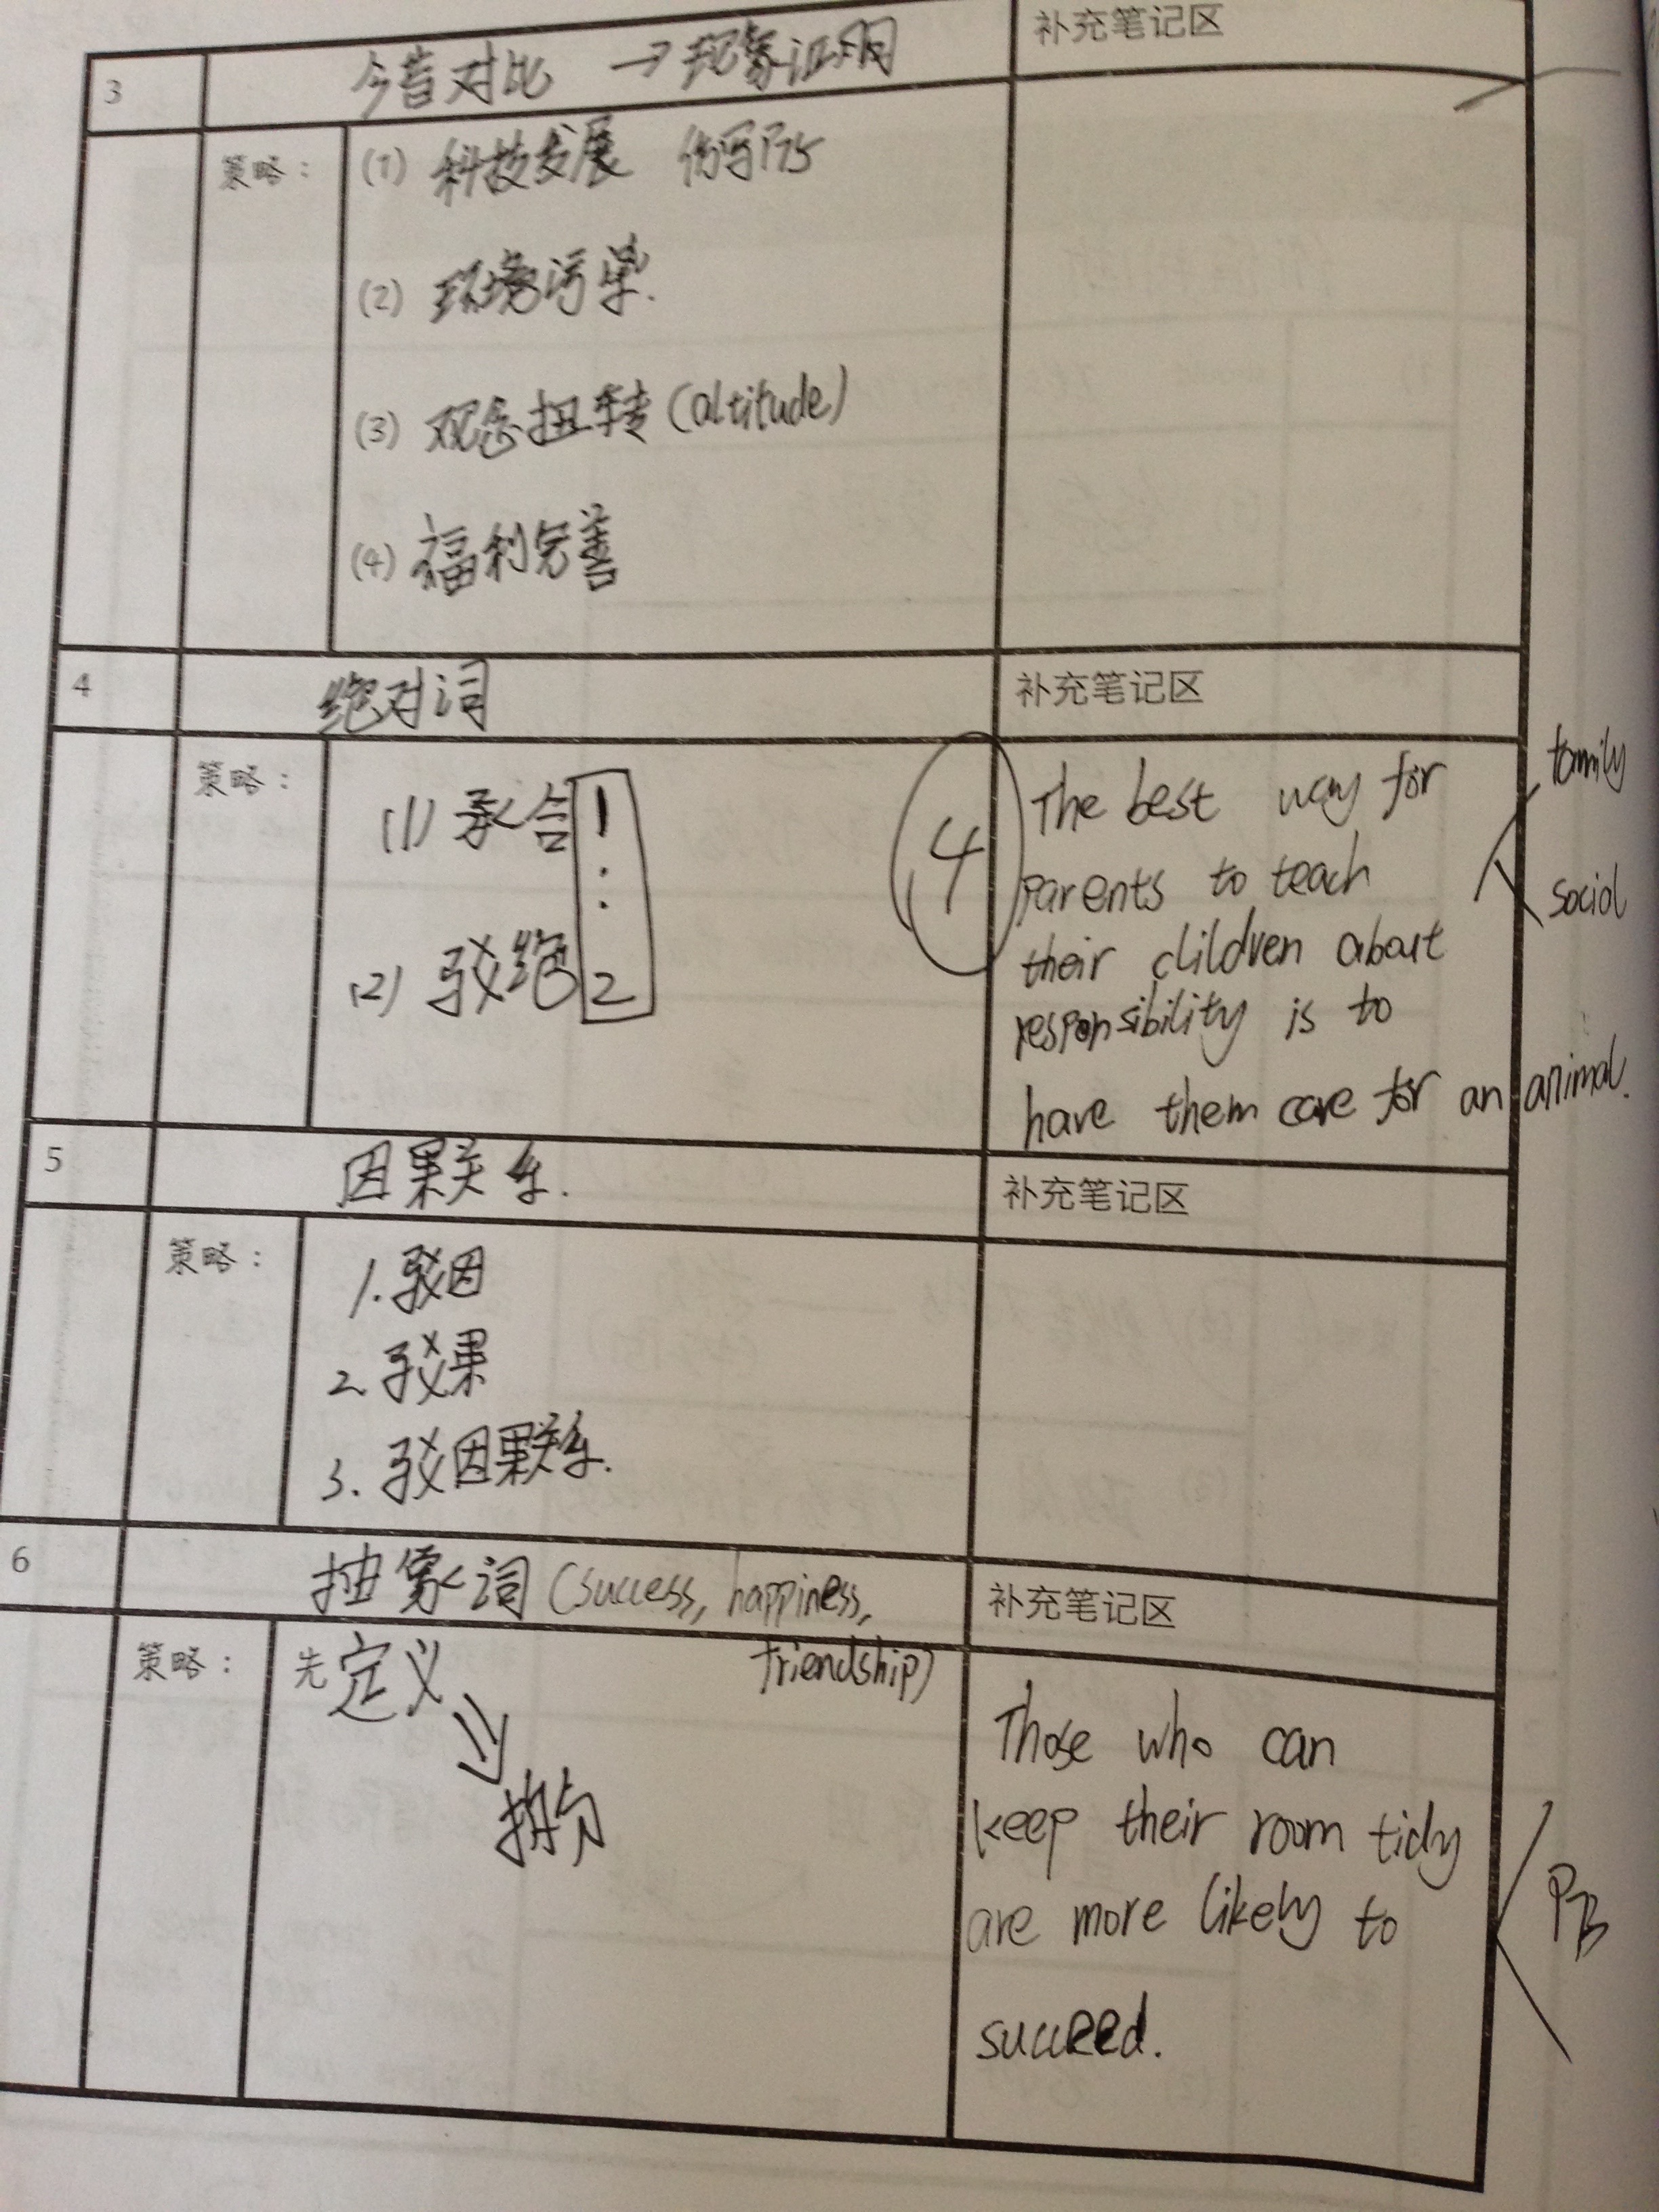 3 今昔对比 → 现象证明 补充笔记区
策略： (1) 科技发展
(2) 环境污染.
(3) 观念扭转 (altitude)
(4) 福利完善
4 绝对词 补充笔记区
策略： (1) 承合 1
:
(2) 驳绝 2
4
The best way for
parents to teach
their clildren about
responsibility is to
have them care for an animal.
family
social
5 因果关系. 补充笔记区
策略： 1. 驳因
2. 驳果
3. 驳因果关系.
6 抽象词 (success, happiness,
friendship) 补充笔记区
策略： 先定义
⇓
拆分
Those who can
keep their room tidy
are more likely to
succeed.